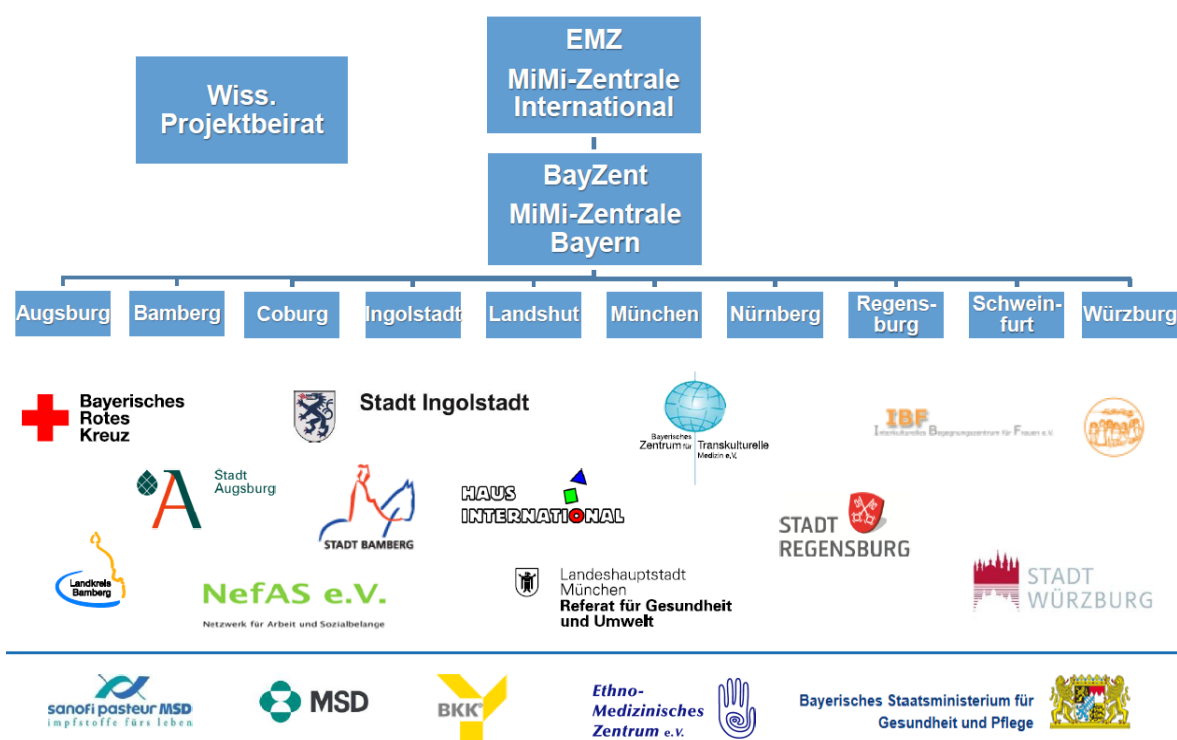 EMZ
MiMi-Zentrale
International
Wiss.
Projektbeirat
BayZent
MiMi-Zentrale
Bayern
Augsburg
Bamberg
Coburg
Ingolstadt
Landshut
München
Nürnberg
Regens-
burg
Schwein-
furt
Würzburg
Bayerisches
Rotes
Kreuz
Stadt Ingolstadt
Bayerisches
Zentrum für Transkulturelle
Medizin e.V.
IBF
Interkulturelles Begegnungszentrum für Frauen e.V.
A
Stadt
Augsburg
STADT BAMBERG
HAUS
INTERNATIONAL
STADT
REGENSBURG
Landkreis
Bamberg
NefAS e.V.
Netzwerk für Arbeit und Sozialbelange
Landeshauptstadt
München
Referat für Gesundheit
und Umwelt
STADT
WÜRZBURG
sanofi pasteur MSD
impfstoffe fürs leben
MSD
BKK
Ethno-
Medizinisches
Zentrum e.V.
Bayerisches Staatsministerium für
Gesundheit und Pflege